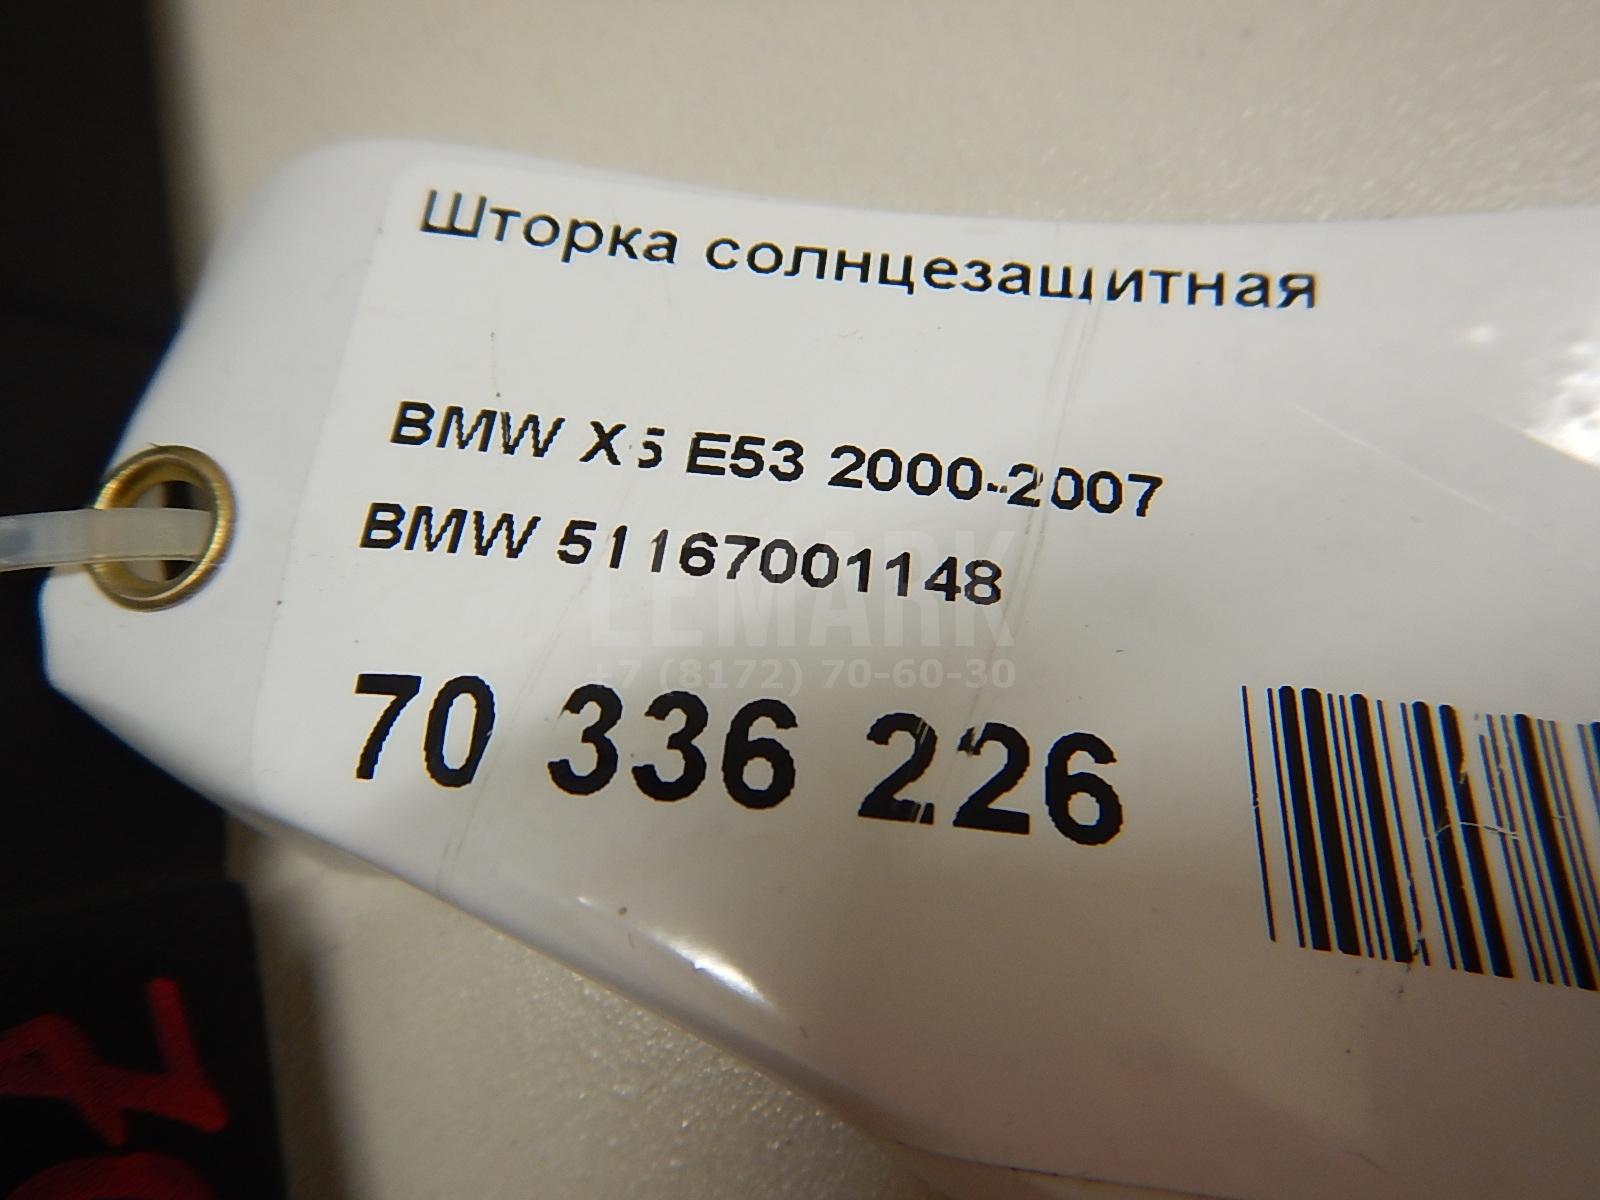 Шторка солнцезащитная
BMW X5 E53 2000-2007
BMW 51167001148
LEMARK
+7 (8172) 70-60-30
70 336 226